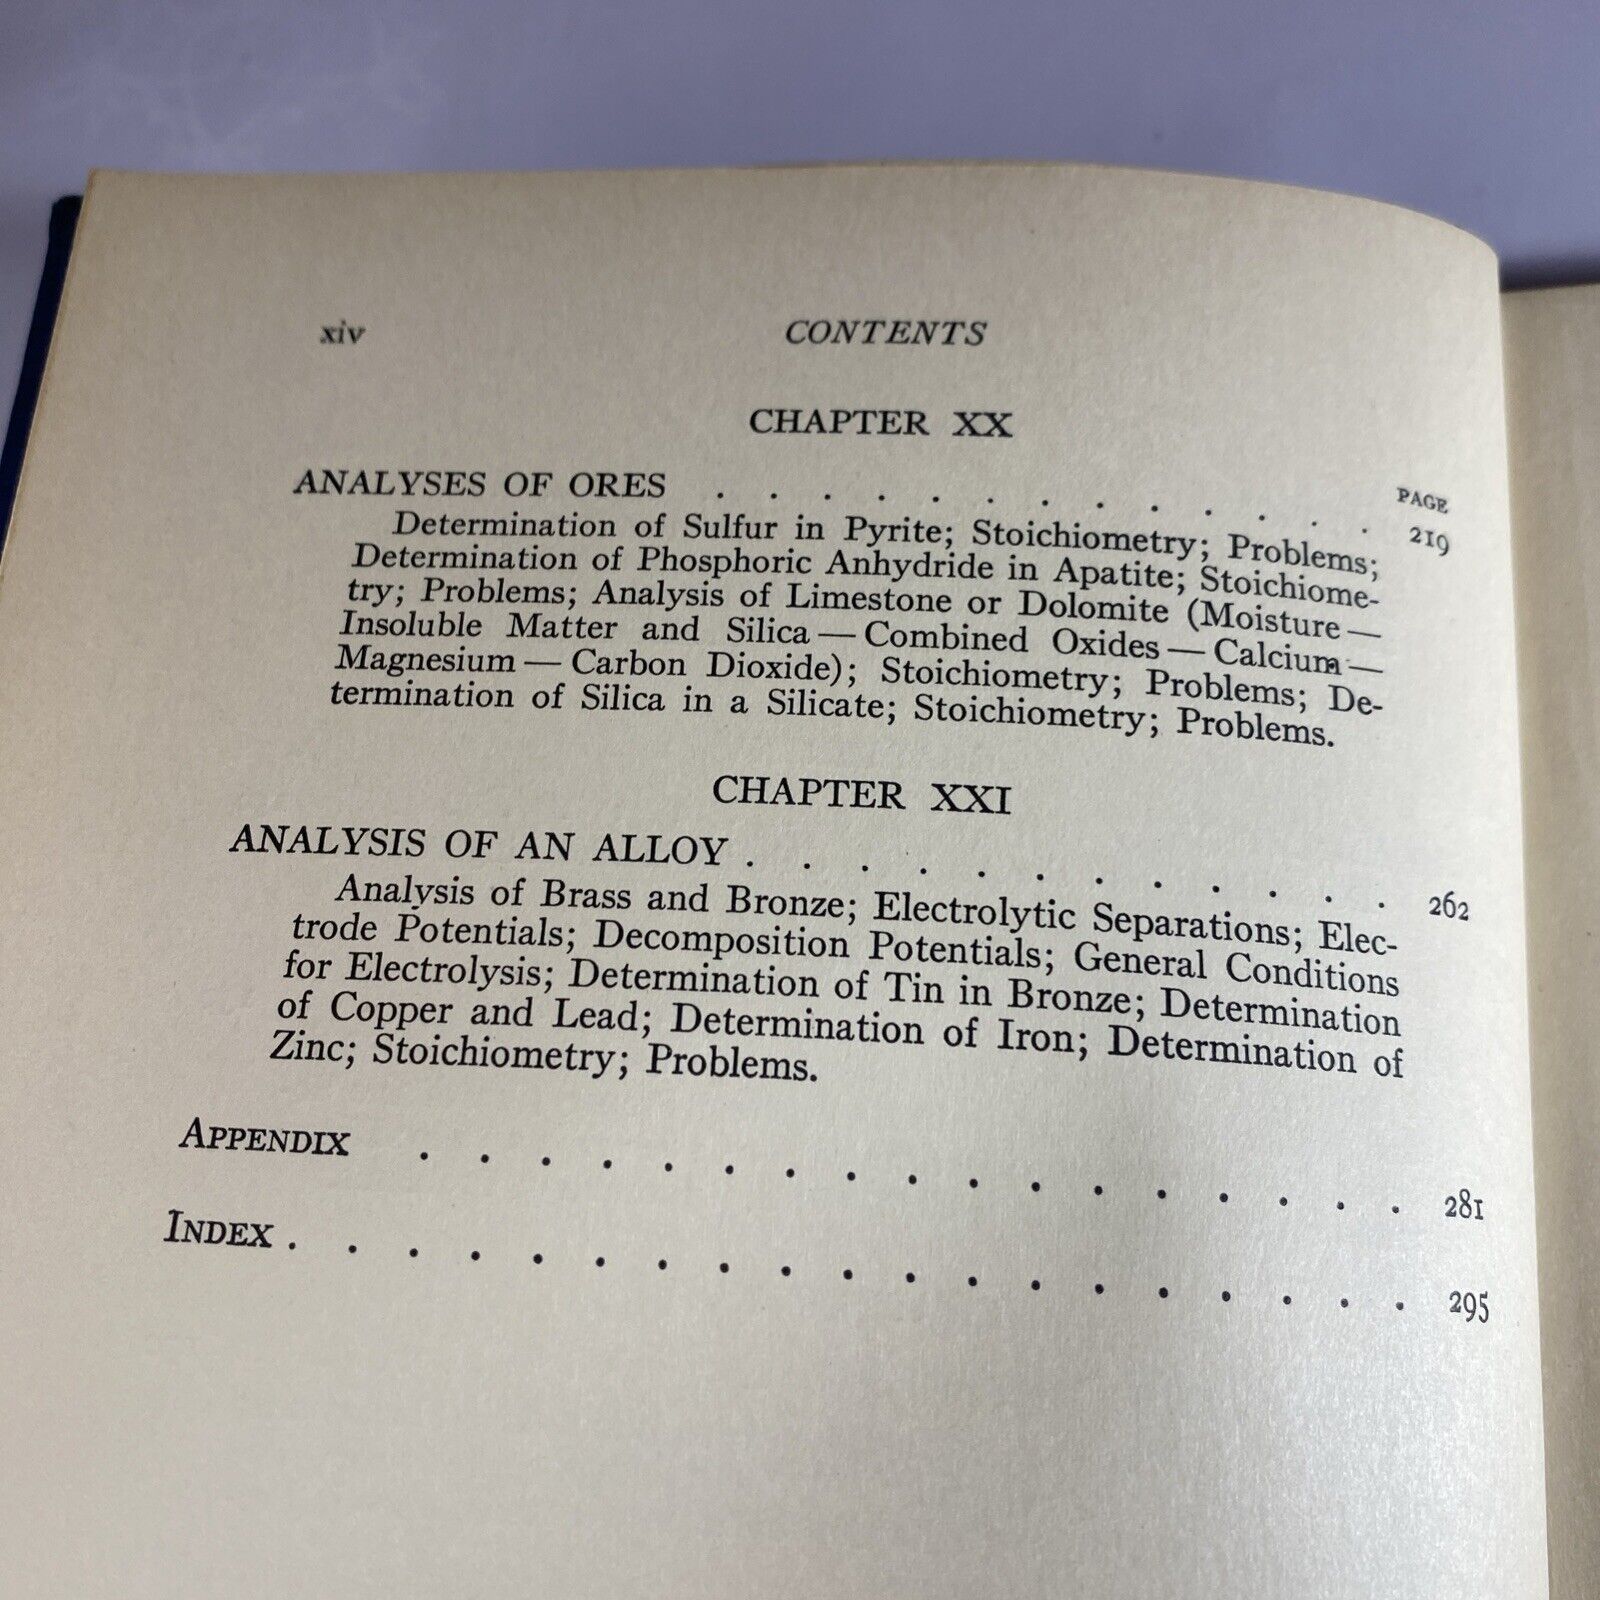 xiv CONTENTS
CHAPTER XX
PAGE
ANALYSES OF ORES . . . . . . . . . . . . . 219
Determination of Sulfur in Pyrite; Stoichiometry; Problems;
Determination of Phosphoric Anhydride in Apatite; Stoichiome-
try; Problems; Analysis of Limestone or Dolomite (Moisture —
Insoluble Matter and Silica — Combined Oxides — Calcium —
Magnesium — Carbon Dioxide); Stoichiometry; Problems; De-
termination of Silica in a Silicate; Stoichiometry; Problems.
CHAPTER XXI
ANALYSIS OF AN ALLOY . . . . . . . . . . . . 262
Analysis of Brass and Bronze; Electrolytic Separations; Elec-
trode Potentials; Decomposition Potentials; General Conditions
for Electrolysis; Determination of Tin in Bronze; Determination
of Copper and Lead; Determination of Iron; Determination of
Zinc; Stoichiometry; Problems.
APPENDIX . . . . . . . . . . . . . . . . . 281
INDEX . . . . . . . . . . . . . . . . . . . 295